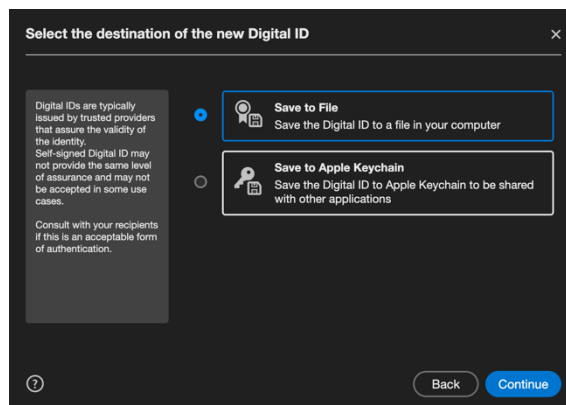 Select the destination of the new Digital ID
Digital IDs are typically
issued by trusted providers
that assure the validity of
the identity.
Self-signed Digital ID may
not provide the same level
of assurance and may not
be accepted in some use
cases.
Consult with your recipients
if this is an acceptable form
of authentication.
Save to File
Save the Digital ID to a file in your computer
Save to Apple Keychain
Save the Digital ID to Apple Keychain to be shared
with other applications
?
Back
Continue